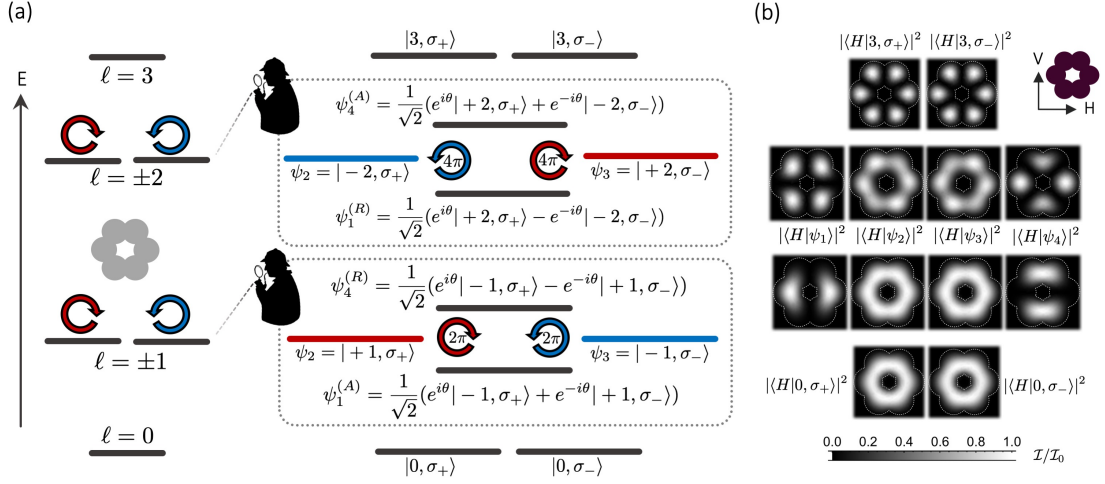 (a)
E
ℓ = 3
ℓ = ±2
ℓ = ±1
ℓ = 0
|3, σ₊⟩ |3, σ₋⟩
ψ₄⁽ᴬ⁾ = 1/√2 (e^{iθ}| + 2, σ₊⟩ + e^{-iθ}| − 2, σ₋⟩)
4π 4π
ψ₂ = | − 2, σ₊⟩ ψ₃ = | + 2, σ₋⟩
ψ₁⁽ᴿ⁾ = 1/√2 (e^{iθ}| + 2, σ₊⟩ − e^{-iθ}| − 2, σ₋⟩)
ψ₄⁽ᴿ⁾ = 1/√2 (e^{iθ}| − 1, σ₊⟩ − e^{-iθ}| + 1, σ₋⟩)
2π 2π
ψ₂ = | + 1, σ₊⟩ ψ₃ = | − 1, σ₋⟩
ψ₁⁽ᴬ⁾ = 1/√2 (e^{iθ}| − 1, σ₊⟩ + e^{-iθ}| + 1, σ₋⟩)
|0, σ₊⟩ |0, σ₋⟩
(b)
|⟨H|3, σ₊⟩|² |⟨H|3, σ₋⟩|²
V
H
|⟨H|ψ₁⟩|² |⟨H|ψ₂⟩|² |⟨H|ψ₃⟩|² |⟨H|ψ₄⟩|²
|⟨H|0, σ₊⟩|² |⟨H|0, σ₋⟩|²
0.0 0.2 0.4 0.6 0.8 1.0
I/I₀